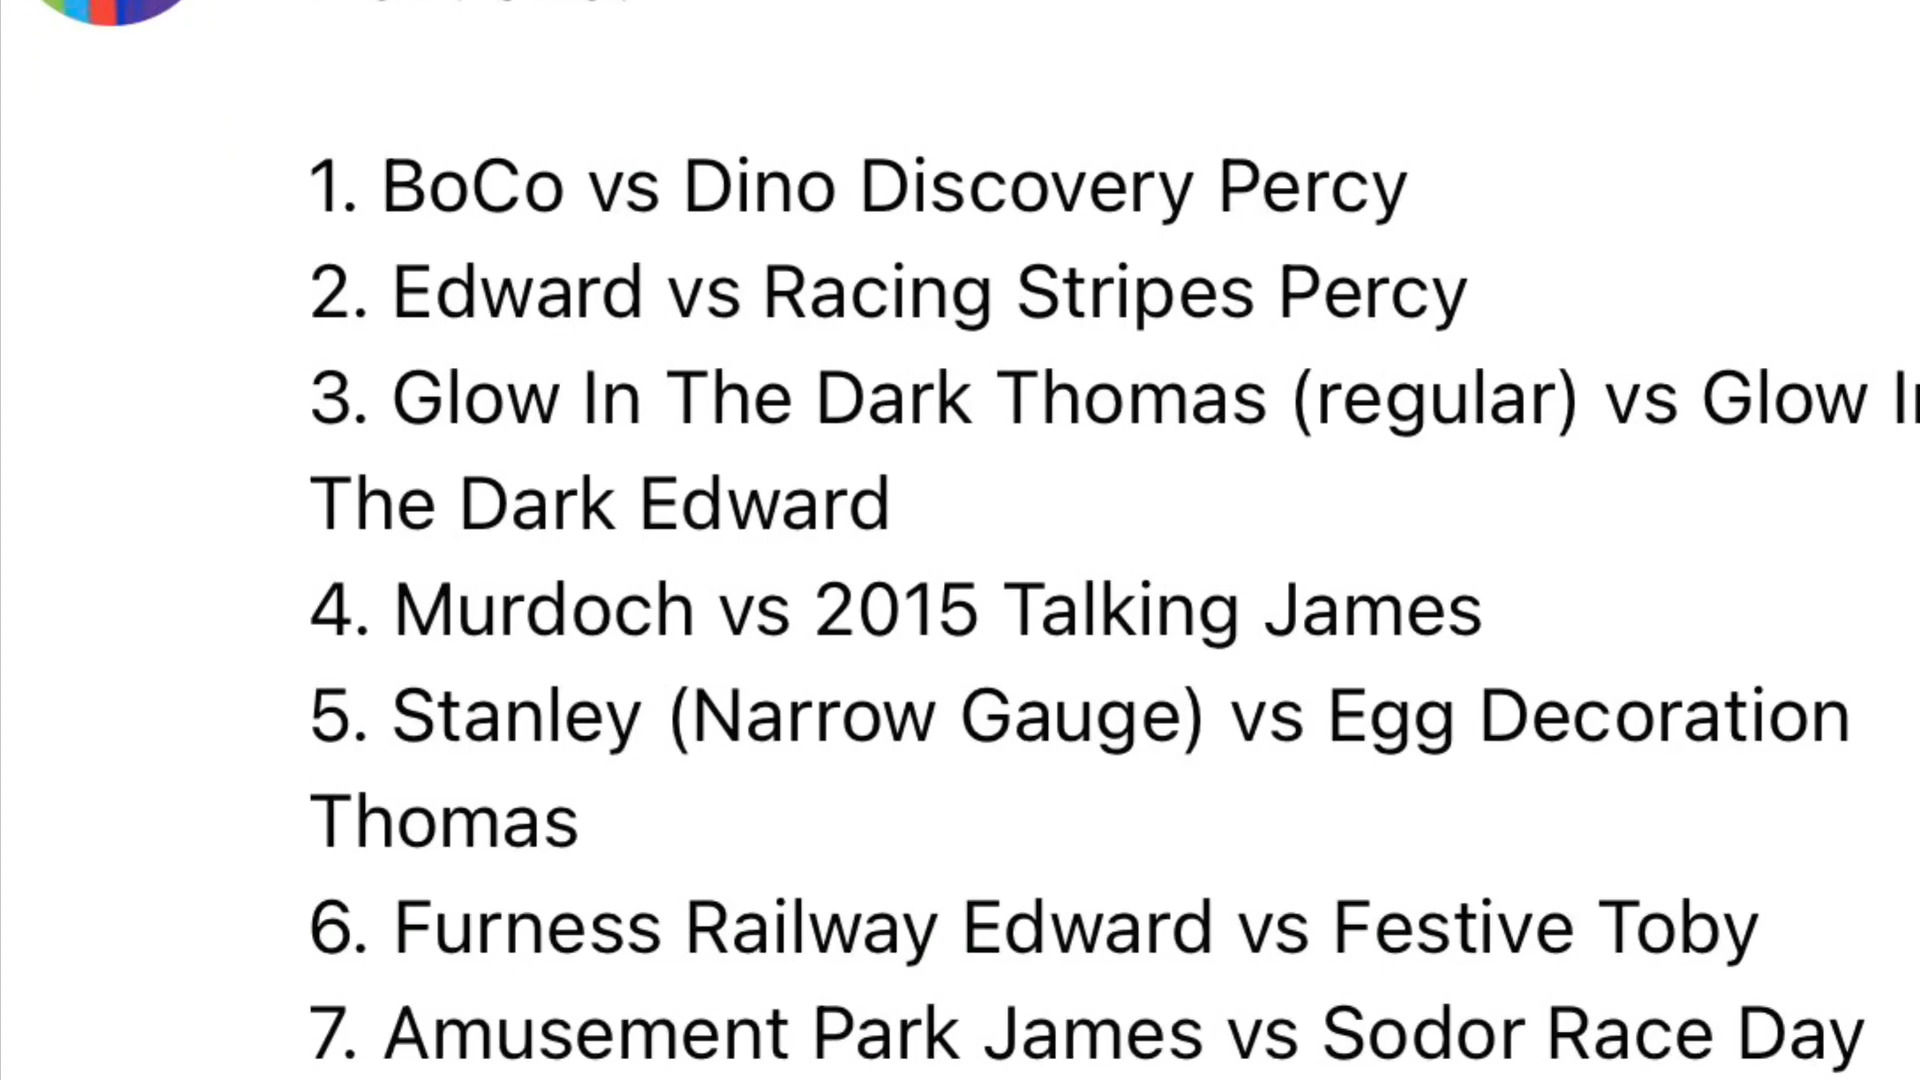 1. BoCo vs Dino Discovery Percy
2. Edward vs Racing Stripes Percy
3. Glow In The Dark Thomas (regular) vs Glow
The Dark Edward
4. Murdoch vs 2015 Talking James
5. Stanley (Narrow Gauge) vs Egg Decoration
Thomas
6. Furness Railway Edward vs Festive Toby
7. Amusement Park James vs Sodor Race Day